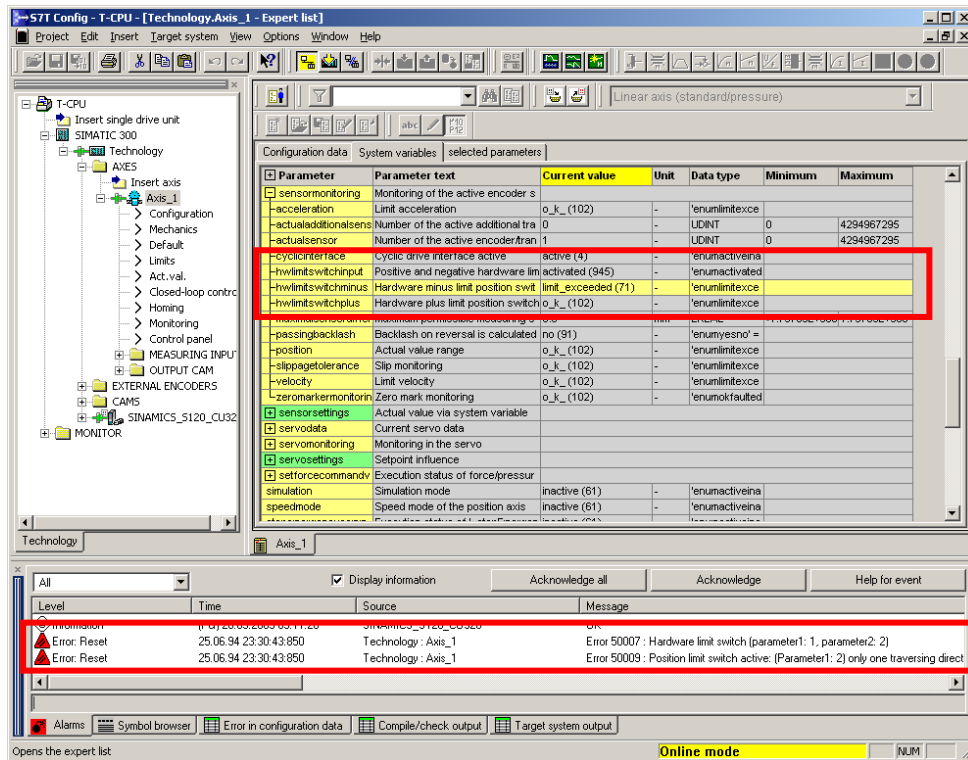 S7T Config - T-CPU - [Technology.Axis_1 - Expert list]
Project Edit Insert Target system View Options Window Help
Linear axis (standard/pressure)
abc
T-CPU
Insert single drive unit
SIMATIC 300
Technology
AXES
Insert axis
Axis_1
Configuration
Mechanics
Default
Limits
Act.val.
Closed-loop contrc
Homing
Monitoring
Control panel
MEASURING INPU
OUTPUT CAM
EXTERNAL ENCODERS
CAMS
SINAMICS_S120_CU32
MONITOR
Technology
Configuration data System variables selected parameters
Parameter Parameter text Current value Unit Data type Minimum Maximum
sensormonitoring Monitoring of the active encoder s
acceleration Limit acceleration o_k_ (102) - 'enumlimitexce
actualadditionalsens Number of the active additional tra 0 - UDINT 0 4294967295
actualsensor Number of the active encoder/tran 1 - UDINT 0 4294967295
cyclicinterface Cyclic drive interface active active (4) - 'enumactiveina
hwlimitswitchinput Positive and negative hardware lim activated (945) - 'enumactivated
hwlimitswitchminus Hardware minus limit position swit limit_exceeded (71) - 'enumlimitexce
hwlimitswitchplus Hardware plus limit position switch o_k_ (102) - 'enumlimitexce
passingbacklash Backlash on reversal is calculated no (91) - 'enumyesno' =
position Actual value range o_k_ (102) - 'enumlimitexce
slippagetolerance Slip monitoring o_k_ (102) - 'enumlimitexce
velocity Limit velocity o_k_ (102) - 'enumlimitexce
zeromarkermonitorin Zero mark monitoring o_k_ (102) - 'enumokfaulted
sensorsettings Actual value via system variable
servodata Current servo data
servomonitoring Monitoring in the servo
servosettings Setpoint influence
setforcecommandv Execution status of force/pressur
simulation Simulation mode inactive (61) - 'enumactiveina
speedmode Speed mode of the position axis inactive (61) - 'enumactiveina
Axis_1
All Display information Acknowledge all Acknowledge Help for event
Level Time Source Message
Error: Reset 25.06.94 23:30:43:850 Technology : Axis_1 Error 50007 : Hardware limit switch (parameter1: 1, parameter2: 2)
Error: Reset 25.06.94 23:30:43:850 Technology : Axis_1 Error 50009 : Position limit switch active: (Parameter1: 2) only one traversing direct
Alarms Symbol browser Error in configuration data Compile/check output Target system output
Opens the expert list Online mode NUM